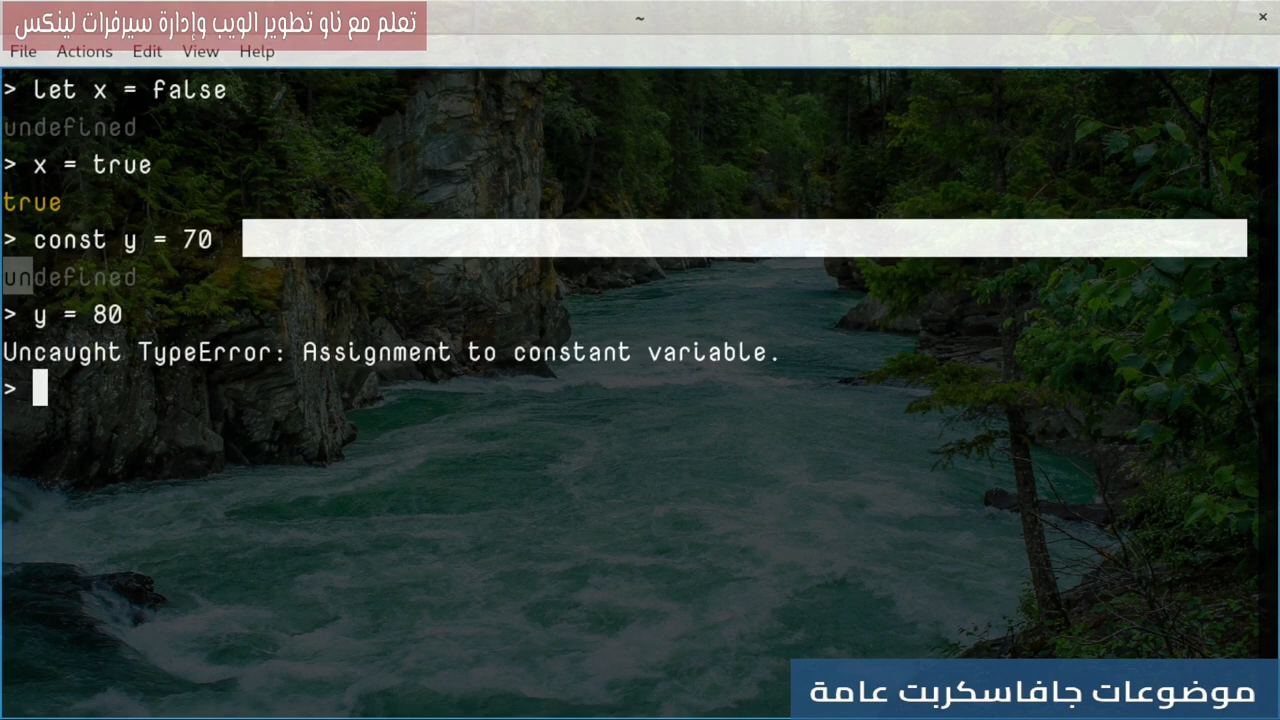 تعلم مع ناو تطوير الويب وإدارة سيرفرات لينكس
~ ×
File Actions Edit View Help
> let x = false
undefined
> x = true
true
> const y = 70
undefined
> y = 80
Uncaught TypeError: Assignment to constant variable.
>
موضوعات جافاسكربت عامة